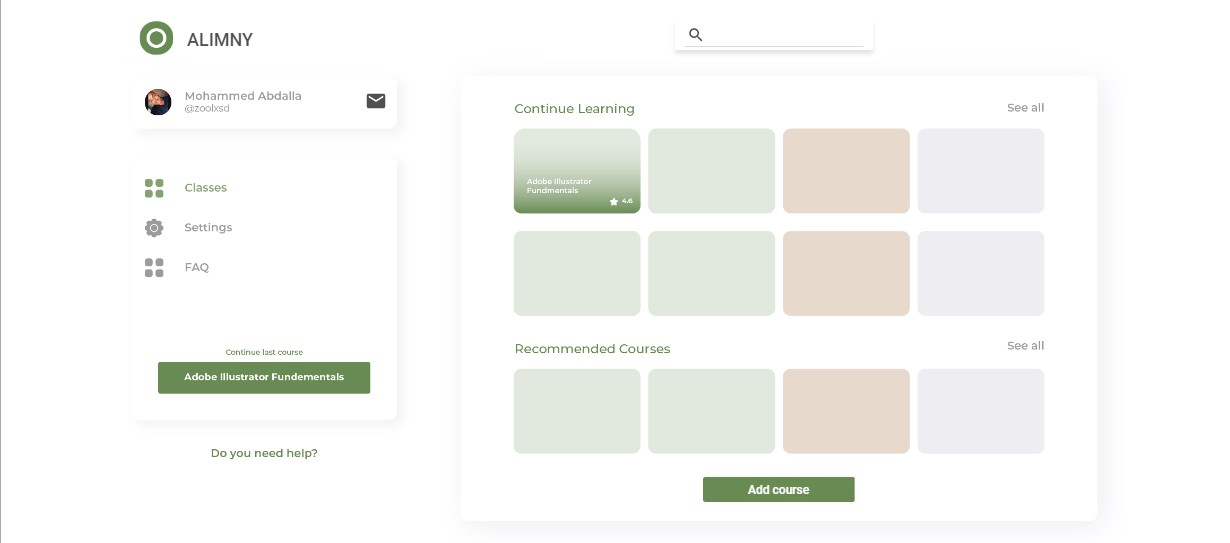 ALIMNY
Mohammed Abdalla
@zoolxsd
Classes
Settings
FAQ
Continue last course
Adobe Illustrator Fundementals
Do you need help?
Continue Learning
See all
Adobe Illustrator
Fundmentals
4.6
Recommended Courses
See all
Add course